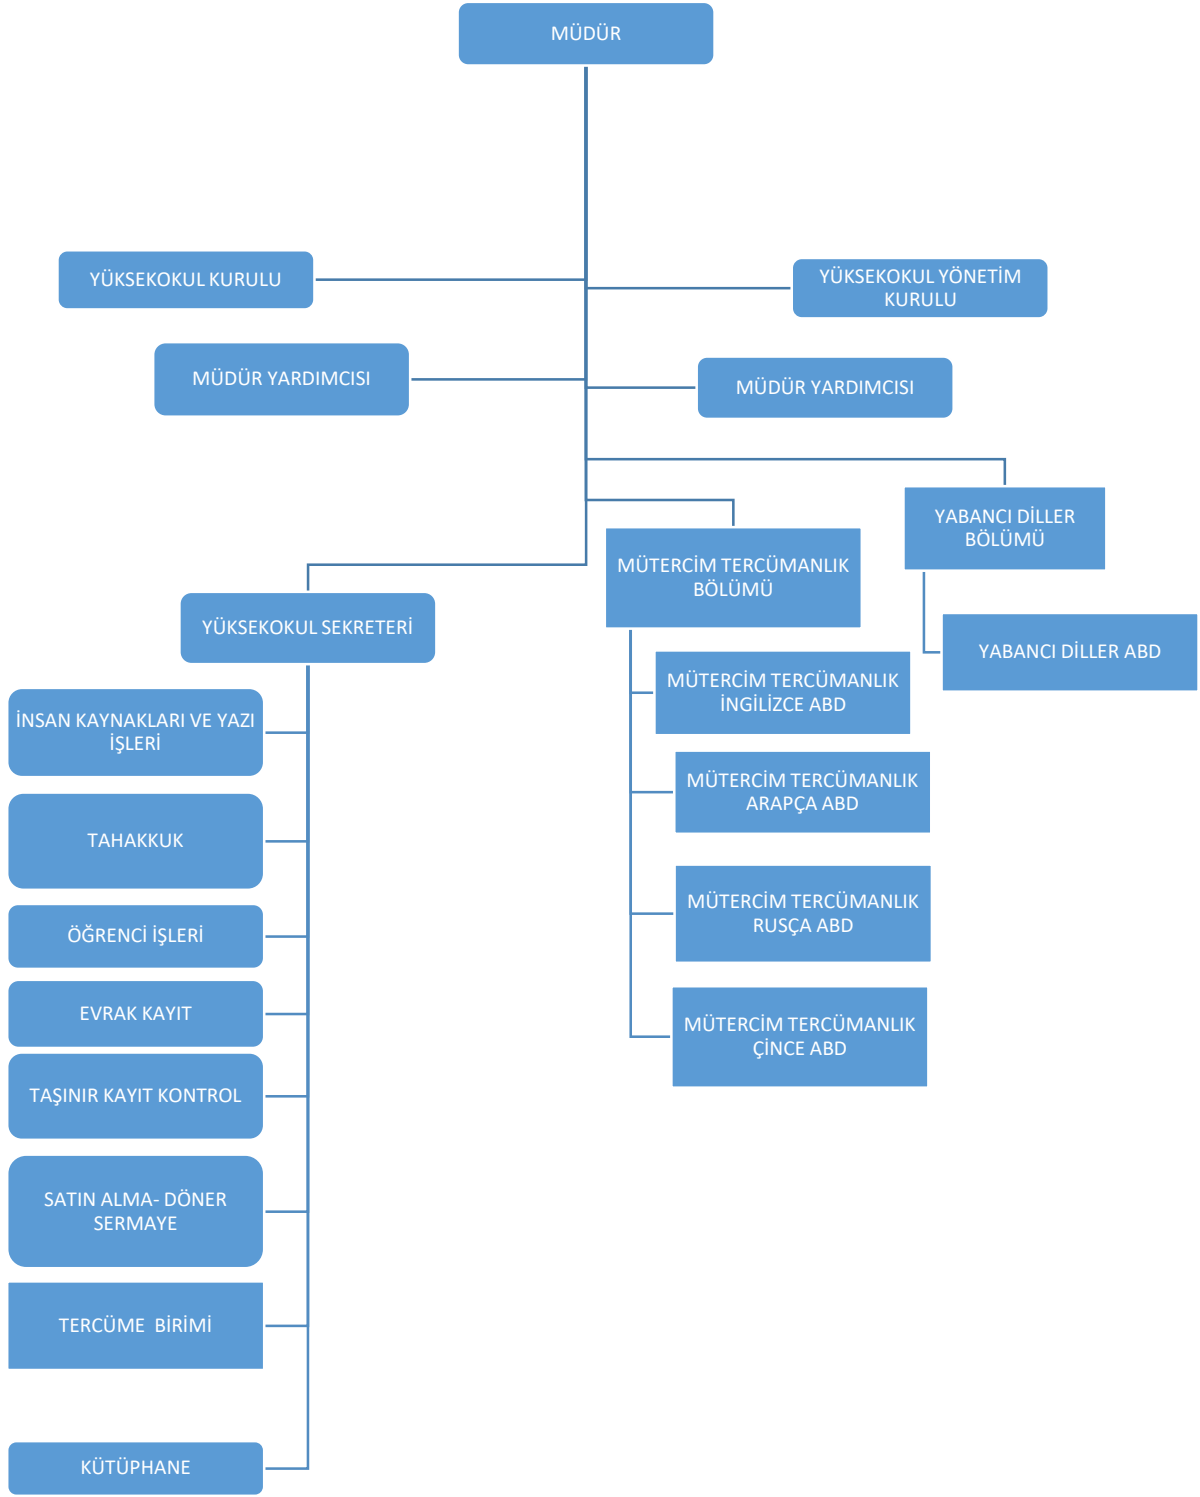 MÜDÜR
YÜKSEKOKUL KURULU
YÜKSEKOKUL YÖNETİM
KURULU
MÜDÜR YARDIMCISI
MÜDÜR YARDIMCISI
YABANCI DİLLER
BÖLÜMÜ
MÜTERCİM TERCÜMANLIK
BÖLÜMÜ
YÜKSEKOKUL SEKRETERİ
YABANCI DİLLER ABD
MÜTERCİM TERCÜMANLIK
İNGİLİZCE ABD
İNSAN KAYNAKLARI VE YAZI
İŞLERİ
MÜTERCİM TERCÜMANLIK
ARAPÇA ABD
TAHAKKUK
MÜTERCİM TERCÜMANLIK
RUSÇA ABD
ÖĞRENCİ İŞLERİ
EVRAK KAYIT
MÜTERCİM TERCÜMANLIK
ÇİNCE ABD
TAŞINIR KAYIT KONTROL
SATIN ALMA- DÖNER
SERMAYE
TERCÜME  BİRİMİ
KÜTÜPHANE